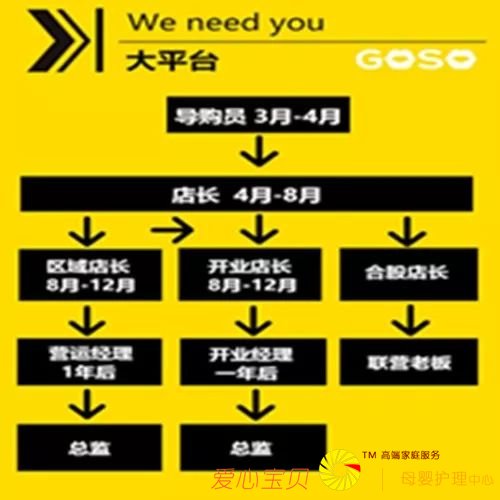 We need you
大平台
GOSO
导购员 3月-4月
店长 4月-8月
区域店长
8月-12月
开业店长
8月-12月
合股店长
营运经理
1年后
开业经理
一年后
联营老板
总监
总监
爱心宝贝
TM 高端家庭服务
母婴护理中心